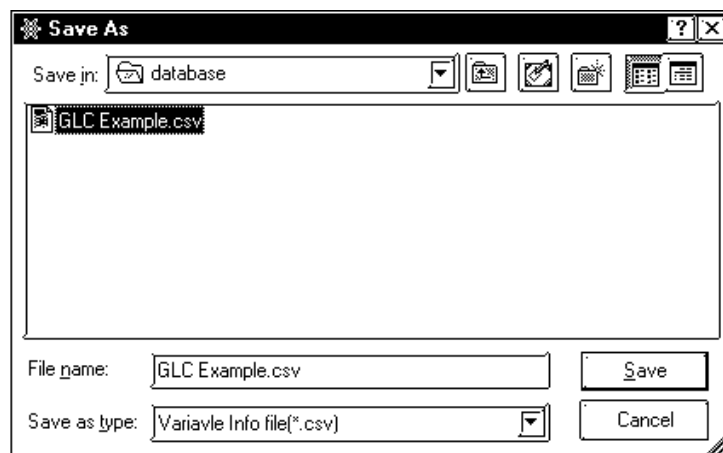 Save As
Save in: database
GLC Example.csv
File name: GLC Example.csv
Save
Save as type: Variavle Info file(*.csv)
Cancel